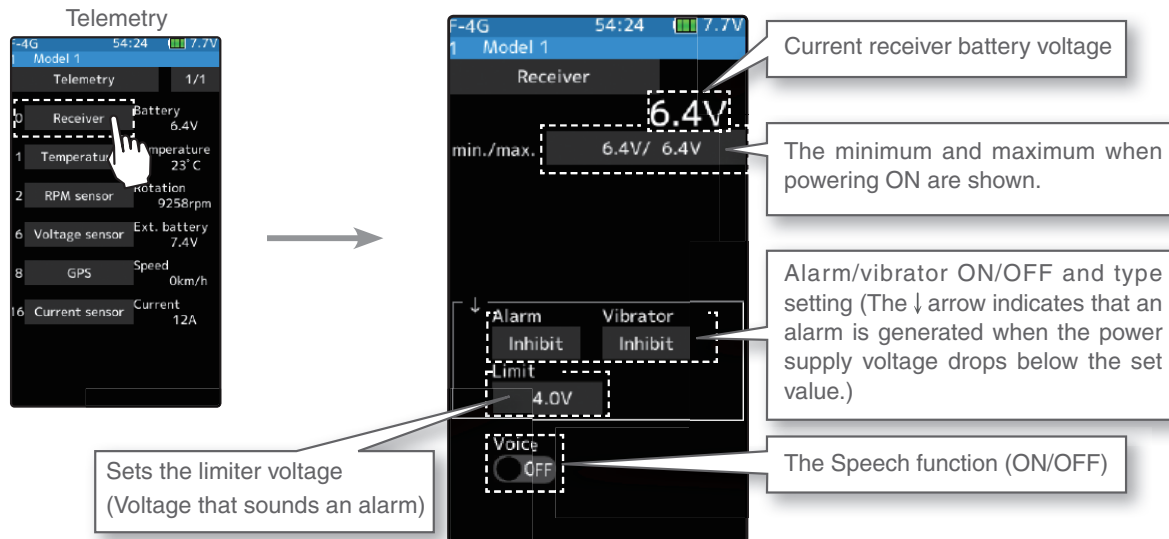 Telemetry
F-4G 54:24 7.7V
1 Model 1
Telemetry 1/1
0 Receiver Battery
6.4V
1 Temperature Temperature
23°C
2 RPM sensor Rotation
9258rpm
6 Voltage sensor Ext. battery
7.4V
8 GPS Speed
0km/h
16 Current sensor Current
12A
F-4G 54:24 7.7V
1 Model 1
Receiver
6.4V
min./max. 6.4V/ 6.4V
↓
Alarm Vibrator
Inhibit Inhibit
Limit
4.0V
Voice
OFF
Current receiver battery voltage
The minimum and maximum when
powering ON are shown.
Alarm/vibrator ON/OFF and type
setting (The ↓ arrow indicates that an
alarm is generated when the power
supply voltage drops below the set
value.)
The Speech function (ON/OFF)
Sets the limiter voltage
(Voltage that sounds an alarm)